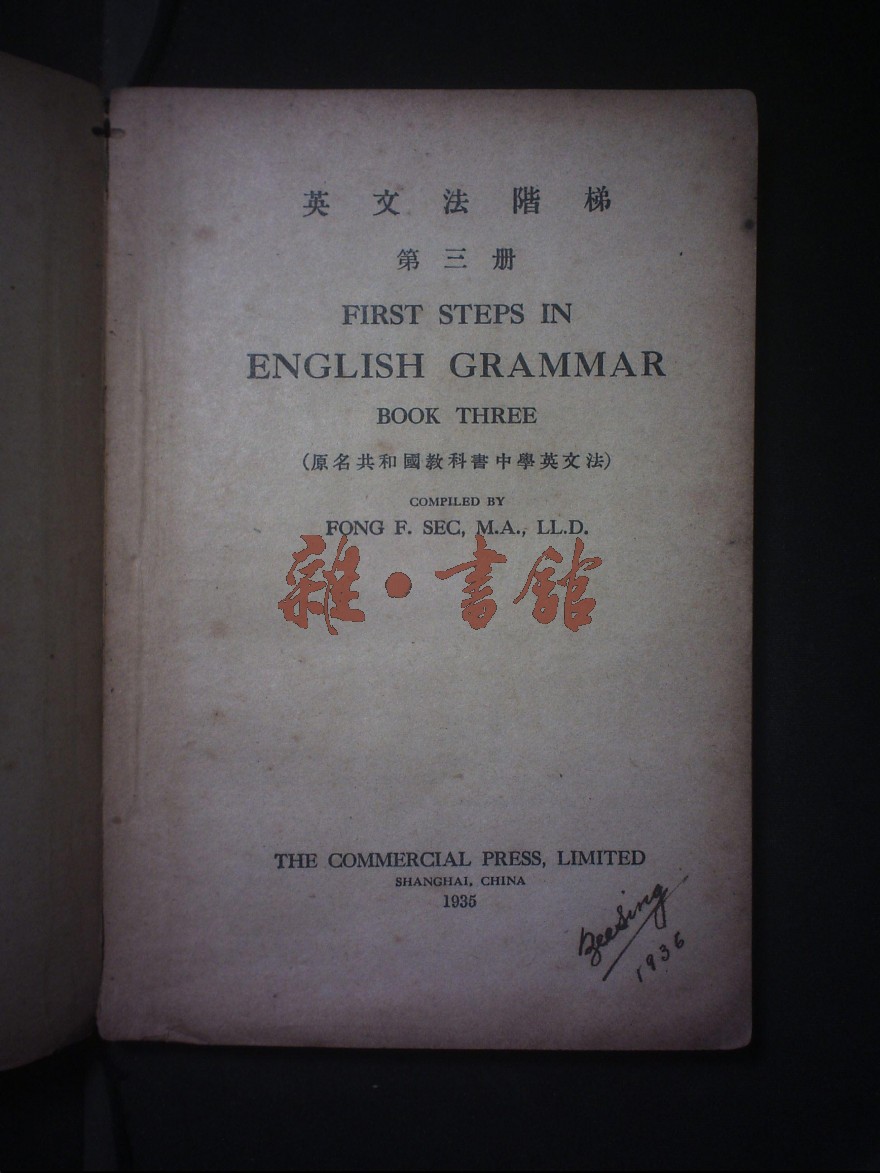 英文法階梯
第三册
FIRST STEPS IN
ENGLISH GRAMMAR
BOOK THREE
(原名共和國教科書中學英文法)
COMPILED BY
FONG F. SEC, M.A., LL.D.
雜•書館
THE COMMERCIAL PRESS, LIMITED
SHANGHAI, CHINA
1935
1936